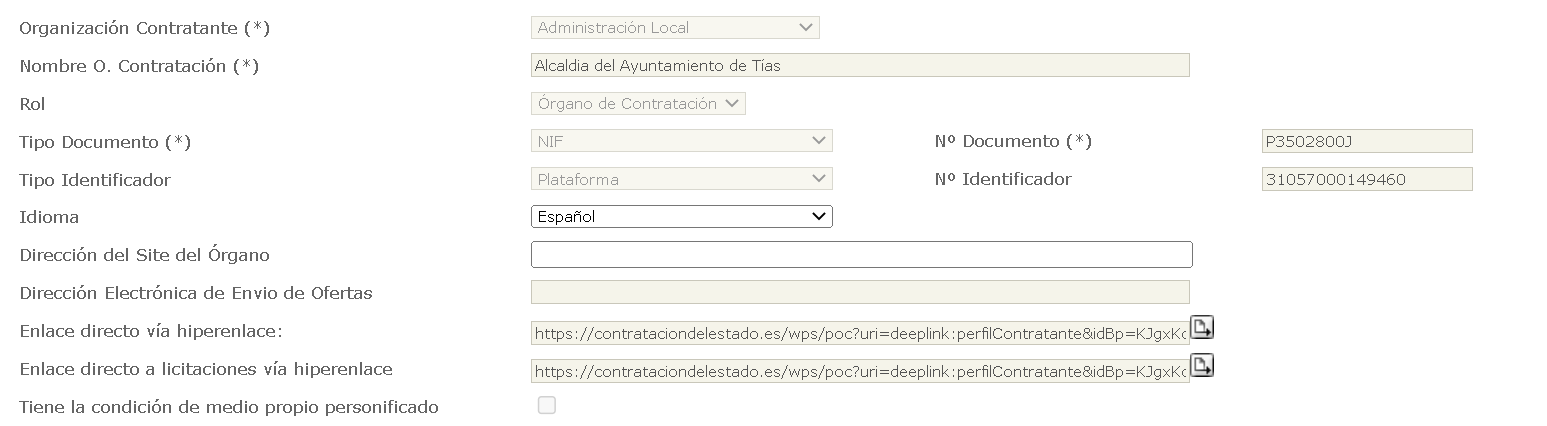 Organización Contratante (*) Administración Local
Nombre O. Contratación (*) Alcaldia del Ayuntamiento de Tías
Rol Órgano de Contratación
Tipo Documento (*) NIF Nº Documento (*) P3502800J
Tipo Identificador Plataforma Nº Identificador 31057000149460
Idioma Español
Dirección del Site del Órgano
Dirección Electrónica de Envio de Ofertas
Enlace directo vía hiperenlace: https://contrataciondelestado.es/wps/poc?uri=deeplink:perfilContratante&idBp=KJgxKc
Enlace directo a licitaciones vía hiperenlace https://contrataciondelestado.es/wps/poc?uri=deeplink:perfilContratante&idBp=KJgxKc
Tiene la condición de medio propio personificado